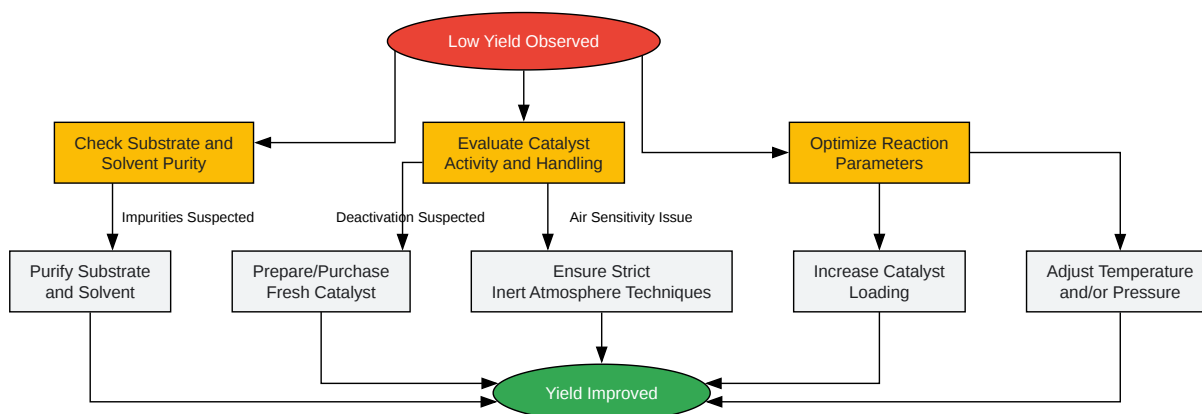 Low Yield Observed
Check Substrate and
Solvent Purity
Evaluate Catalyst
Activity and Handling
Optimize Reaction
Parameters
Impurities Suspected
Deactivation Suspected
Air Sensitivity Issue
Purify Substrate
and Solvent
Prepare/Purchase
Fresh Catalyst
Ensure Strict
Inert Atmosphere Techniques
Increase Catalyst
Loading
Adjust Temperature
and/or Pressure
Yield Improved